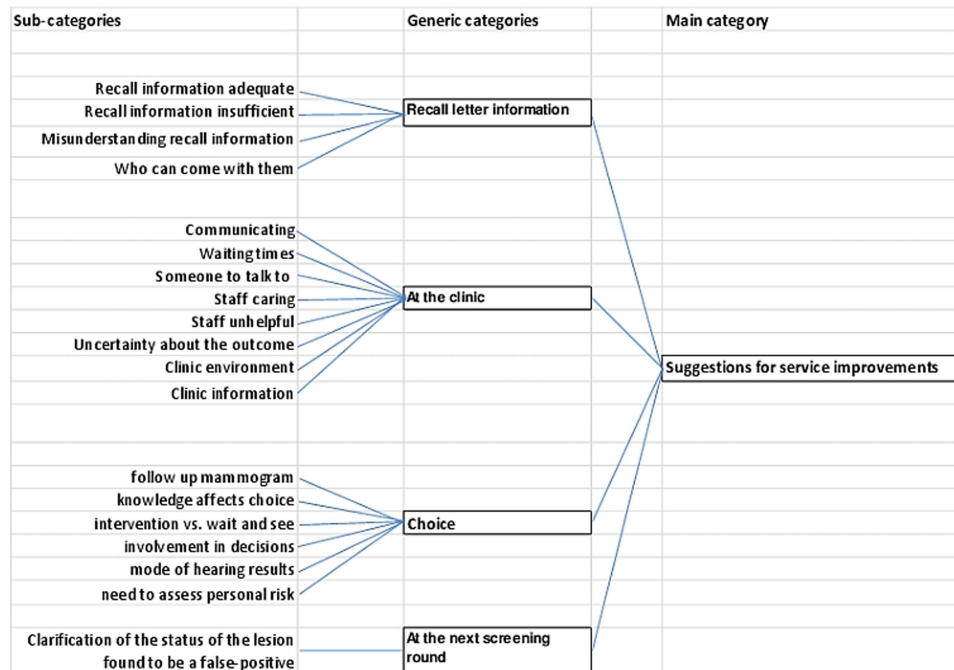 Sub-categories Generic categories Main category
Recall information adequate
Recall information insufficient
Misunderstanding recall information
Who can come with them
Recall letter information
Communicating
Waiting times
Someone to talk to
Staff caring
Staff unhelpful
Uncertainty about the outcome
Clinic environment
Clinic information
At the clinic
Suggestions for service improvements
follow up mammogram
knowledge affects choice
intervention vs. wait and see
involvement in decisions
mode of hearing results
need to assess personal risk
Choice
Clarification of the status of the lesion
found to be a false-positive
At the next screening
round